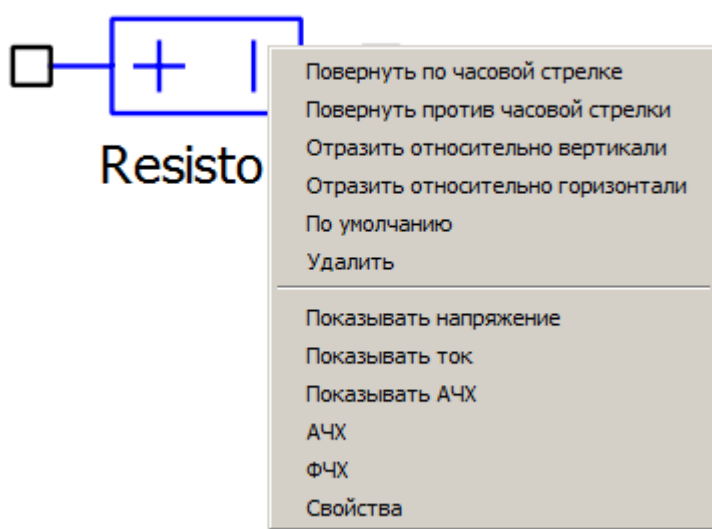 Resisto
Повернуть по часовой стрелке
Повернуть против часовой стрелки
Отразить относительно вертикали
Отразить относительно горизонтали
По умолчанию
Удалить
Показывать напряжение
Показывать ток
Показывать АЧХ
АЧХ
ФЧХ
Свойства